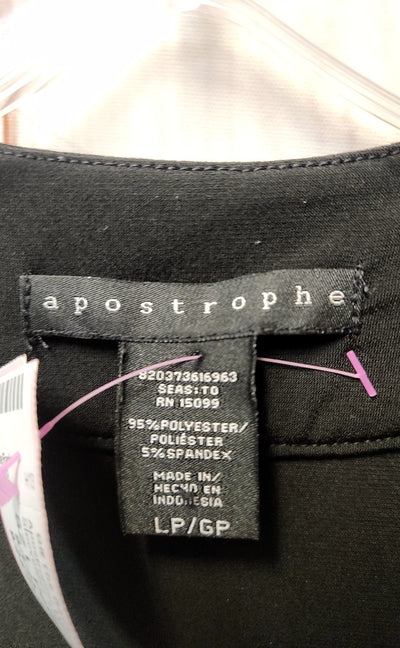 apostrophe
820373616963
SEAS:TO
RN 15099
95% POLYESTER/
POLIÉSTER
5% SPANDEX
MADE IN/
HECHO EN
INDONESIA
LP/GP